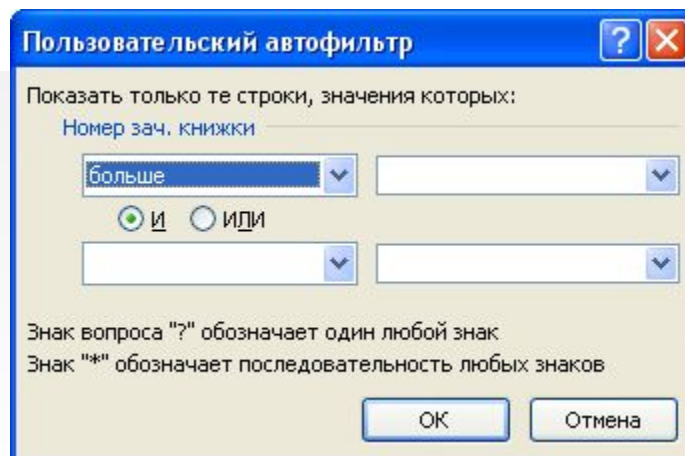 Пользовательский автофильтр
Показать только те строки, значения которых:
Номер зач. книжки
больше
И ИЛИ
Знак вопроса "?" обозначает один любой знак
Знак "*" обозначает последовательность любых знаков
ОК Отмена